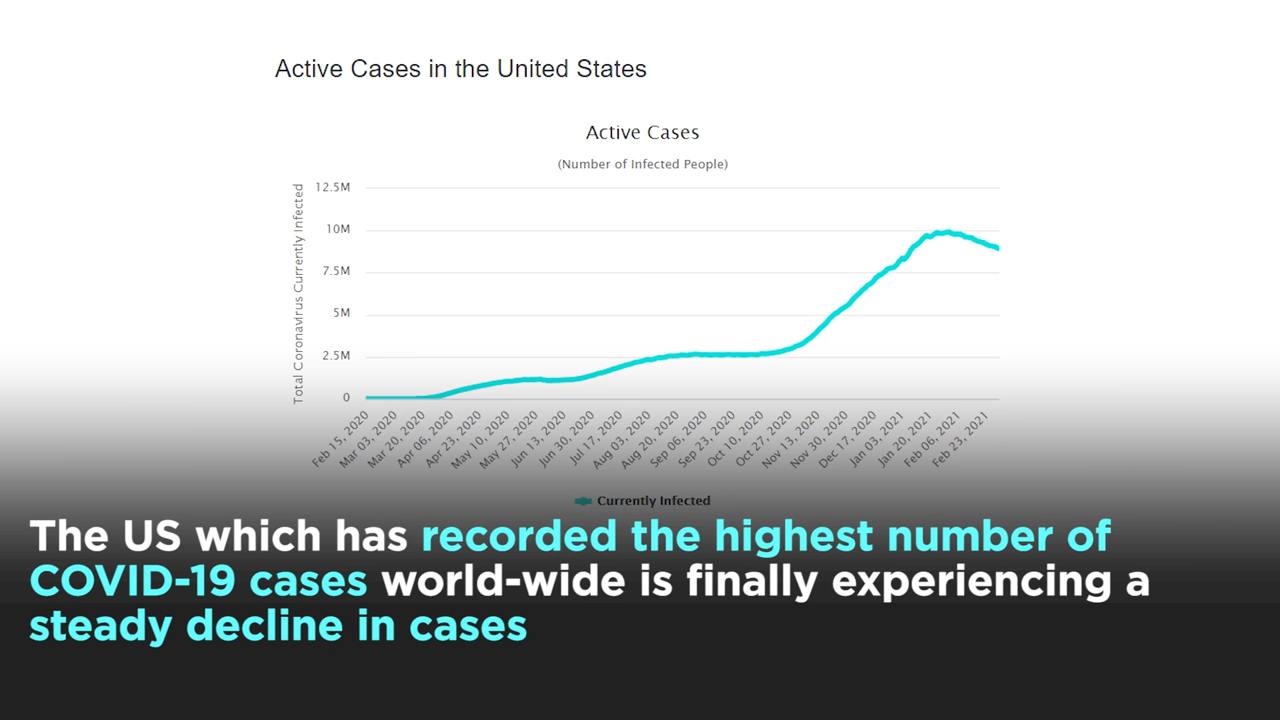 Active Cases in the United States
Active Cases
(Number of Infected People)
Total Coronavirus Currently Infected
12.5M
10M
7.5M
5M
2.5M
0
Feb 15, 2020
Mar 03, 2020
Mar 20, 2020
Apr 06, 2020
Apr 23, 2020
May 10, 2020
May 27, 2020
Jun 13, 2020
Jun 30, 2020
Jul 17, 2020
Aug 03, 2020
Aug 20, 2020
Sep 06, 2020
Sep 23, 2020
Oct 10, 2020
Oct 27, 2020
Nov 13, 2020
Nov 30, 2020
Dec 17, 2020
Jan 03, 2021
Jan 20, 2021
Feb 06, 2021
Feb 23, 2021
Currently Infected
The US which has recorded the highest number of
COVID-19 cases world-wide is finally experiencing a
steady decline in cases